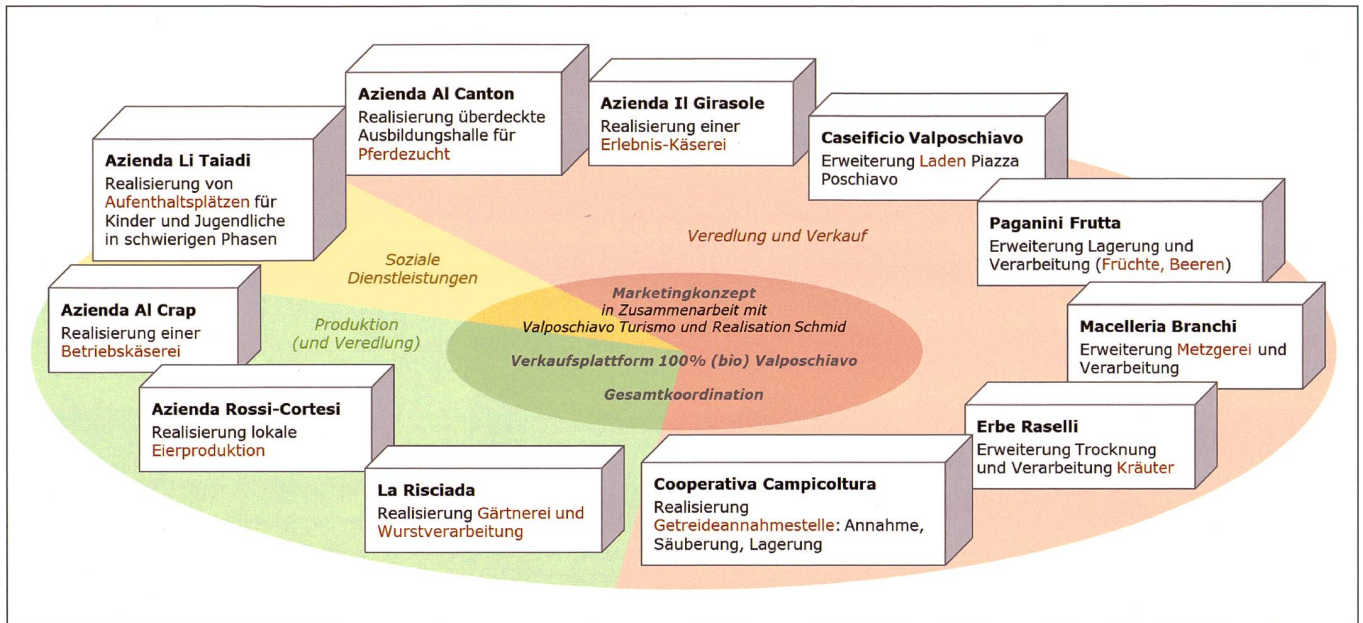 Azienda Al Canton
Realisierung überdeckte
Ausbildungshalle für
Pferdezucht
Azienda Il Girasole
Realisierung einer
Erlebnis-Käserei
Caseificio Valposchiavo
Erweiterung Laden Piazza
Poschiavo
Azienda Li Taiadi
Realisierung von
Aufenthaltsplätzen für
Kinder und Jugendliche
in schwierigen Phasen
Paganini Frutta
Erweiterung Lagerung und
Verarbeitung (Früchte, Beeren)
Veredlung und Verkauf
Soziale
Dienstleistungen
Marketingkonzept
in Zusammenarbeit mit
Valposchiavo Turismo und Realisation Schmid
Verkaufsplattform 100% (bio) Valposchiavo
Gesamtkoordination
Azienda Al Crap
Realisierung einer
Betriebskäserei
Produktion
(und Veredlung)
Macelleria Branchi
Erweiterung Metzgerei und
Verarbeitung
Azienda Rossi-Cortesi
Realisierung lokale
Eierproduktion
Erbe Raselli
Erweiterung Trocknung
und Verarbeitung Kräuter
La Risciada
Realisierung Gärtnerei und
Wurstverarbeitung
Cooperativa Campicoltura
Realisierung
Getreideannahmestelle: Annahme,
Säuberung, Lagerung